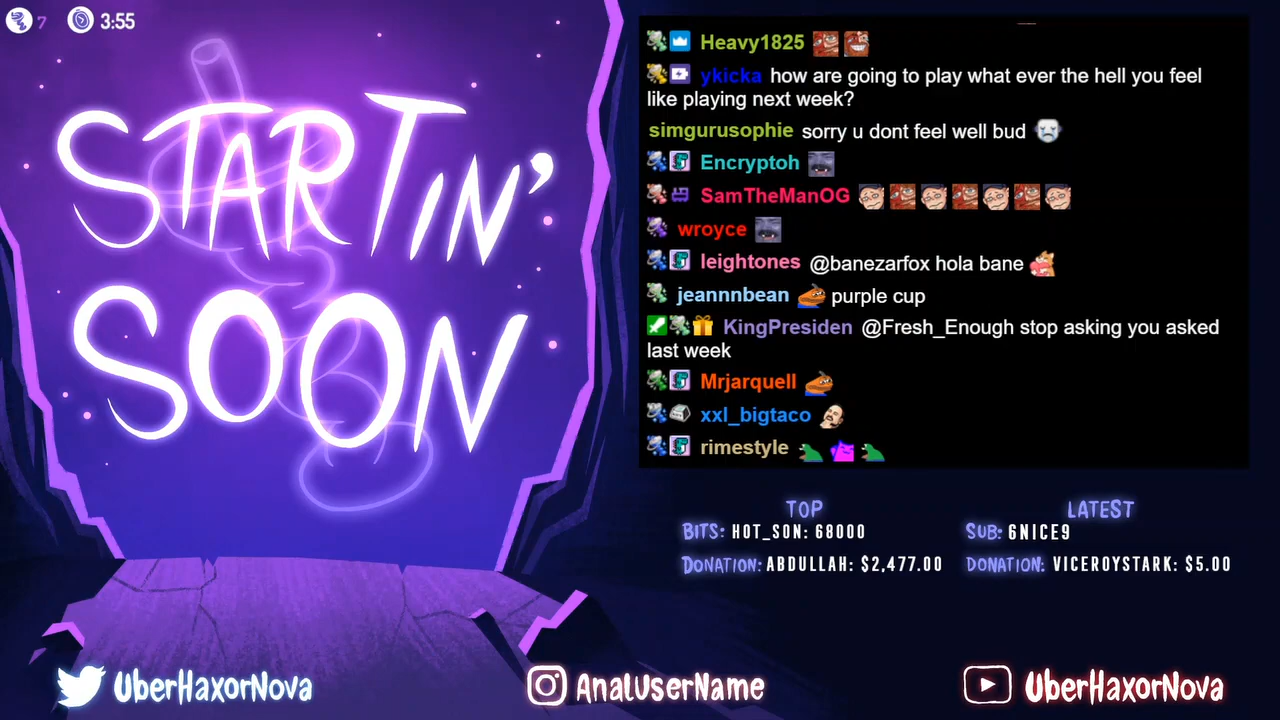 7 3:55
STARTIN'
SOON
Heavy1825
ykicka how are going to play what ever the hell you feel
like playing next week?
simgurusophie sorry u dont feel well bud
Encryptoh
SamTheManOG
wroyce
leightones @banezarfox hola bane
jeannnbean purple cup
KingPresiden @Fresh_Enough stop asking you asked
last week
Mrjarquell
xxl_bigtaco
rimestyle
TOP
BITS: HOT_SON: 68000
DONATION: ABDULLAH: $2,477.00
LATEST
SUB: 6NICE9
DONATION: VICEROYSTARK: $5.00
UberHaxorNova
AnalUserName
UberHaxorNova